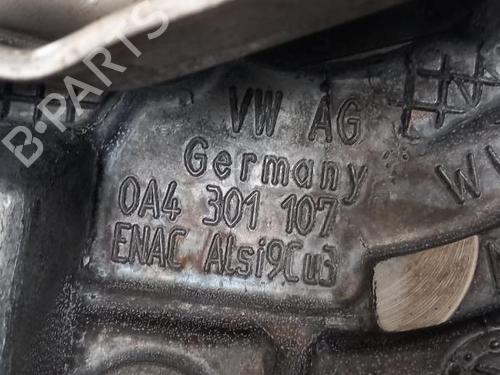 B-PARTS
VW AG
Germany
0A4 301 107
ENAC Alsi9Cu3